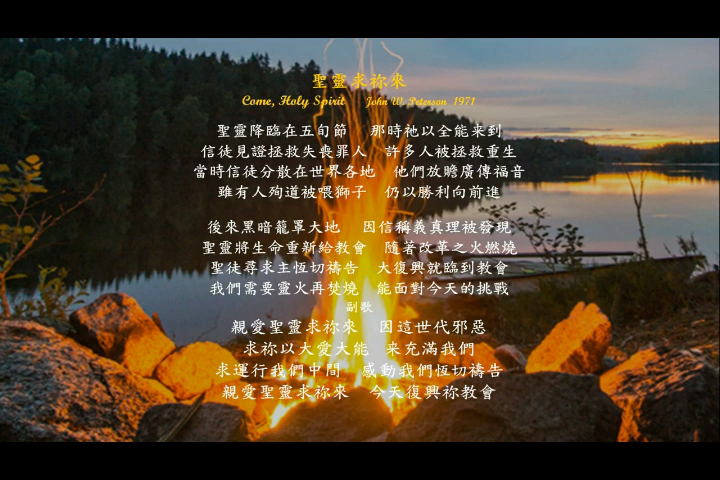 聖靈求祢來
Come, Holy Spirit John W. Peterson 1971
聖靈降臨在五旬節 那時祂以全能來到
信徒見證拯救失喪罪人 許多人被拯救重生
當時信徒分散在世界各地 他們放膽廣傳福音
雖有人殉道被喂獅子 仍以勝利向前進
後來黑暗籠罩大地 因信稱義真理被發現
聖靈將生命重新給教會 隨著改革之火燃燒
聖徒尋求主恆切禱告 大復興就臨到教會
我們需要靈火再焚燒 能面對今天的挑戰
副歌
親愛聖靈求祢來 因這世代邪惡
求祢以大愛大能 來充滿我們
求運行我們中間 感動我們恆切禱告
親愛聖靈求祢來 今天復興祢教會